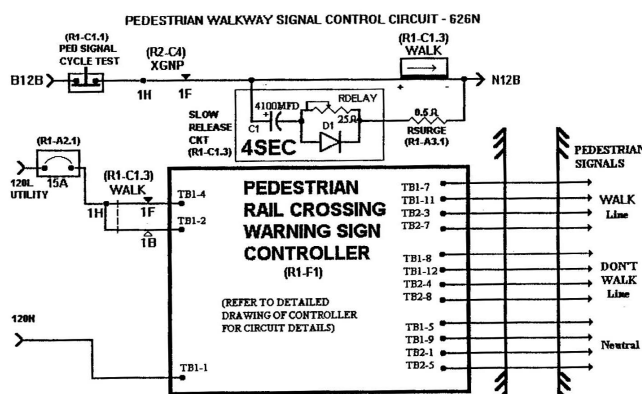 PEDESTRIAN WALKWAY SIGNAL CONTROL CIRCUIT - 626N
(R1-C1.1)
PED SIGNAL
CYCLE TEST
(R2-C4)
XGNP
(R1-C1.3)
WALK
B12B
1H
1F
+
-
N12B
SLOW
RELEASE
CKT
(R1-C1.3)
4100MFD
+
C1
RDELAY
25Ω
D1
4SEC
0.5Ω
RSURGE
(R1-A3.1)
(R1-A2.1)
15A
120L
UTILITY
(R1-C1.3)
WALK
1H
1F
1B
TB1-4
TB1-2
PEDESTRIAN
RAIL CROSSING
WARNING SIGN
CONTROLLER
(R1-F1)
(REFER TO DETAILED
DRAWING OF CONTROLLER
FOR CIRCUIT DETAILS)
120N
TB1-1
PEDESTRIAN
SIGNALS
TB1-7
TB1-11
TB2-3
TB2-7
WALK
Line
TB1-8
TB1-12
TB2-4
TB2-8
DON'T
WALK
Line
TB1-5
TB1-9
TB2-1
TB2-5
Neutral